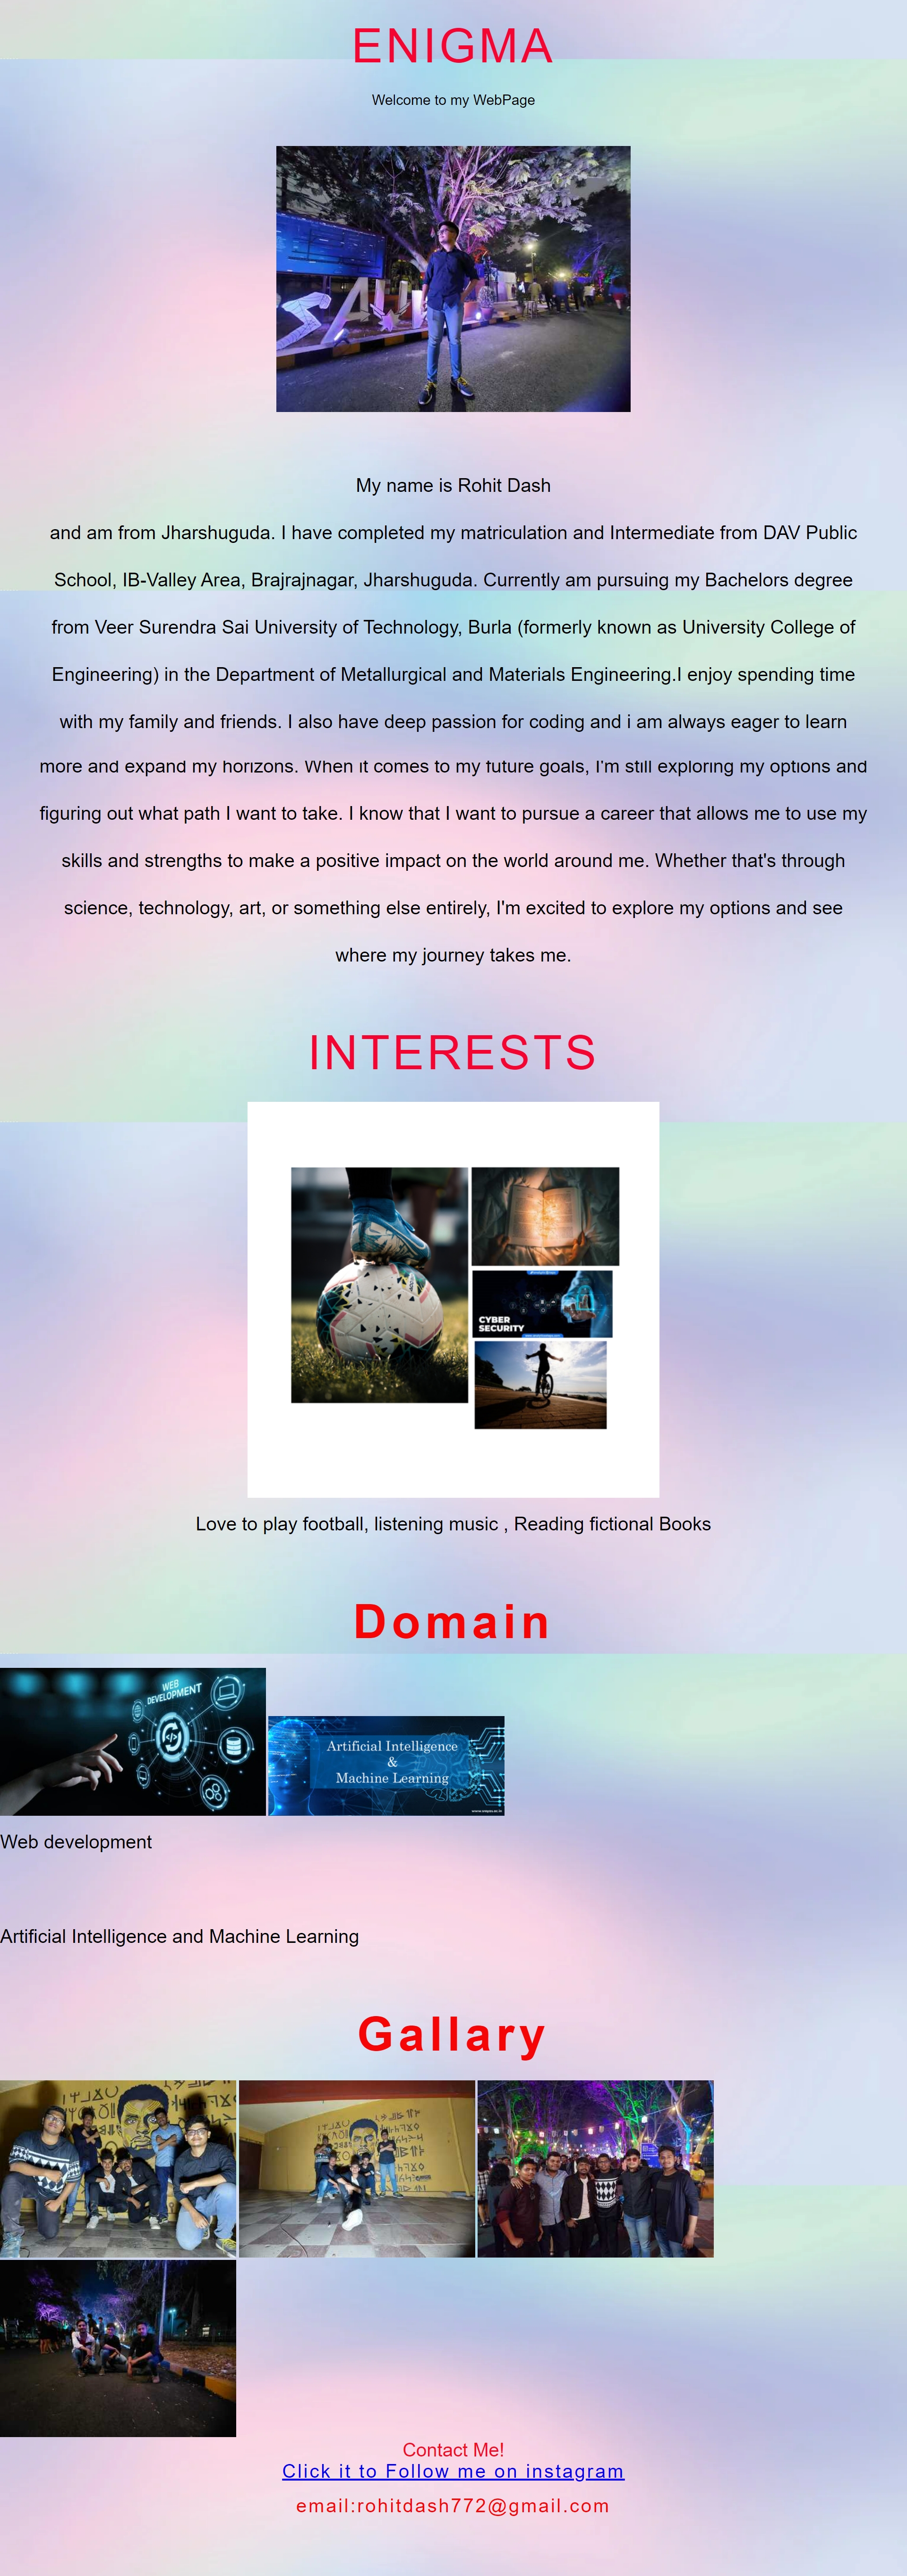 ENIGMA
Welcome to my WebPage
My name is Rohit Dash
and am from Jharshuguda. I have completed my matriculation and Intermediate from DAV Public
School, IB-Valley Area, Brajrajnagar, Jharshuguda. Currently am pursuing my Bachelors degree
from Veer Surendra Sai University of Technology, Burla (formerly known as University College of
Engineering) in the Department of Metallurgical and Materials Engineering.I enjoy spending time
with my family and friends. I also have deep passion for coding and i am always eager to learn
more and expand my horizons. When it comes to my future goals, I'm still exploring my options and
figuring out what path I want to take. I know that I want to pursue a career that allows me to use my
skills and strengths to make a positive impact on the world around me. Whether that's through
science, technology, art, or something else entirely, I'm excited to explore my options and see
where my journey takes me.
INTERESTS
CYBER
SECURITY
Love to play football, listening music , Reading fictional Books
Domain
WEB
DEVELOPMENT
</>
Artificial Intelligence
&
Machine Learning
Web development
Artificial Intelligence and Machine Learning
Gallary
Contact Me!
Click it to Follow me on instagram
email:rohitdash772@gmail.com